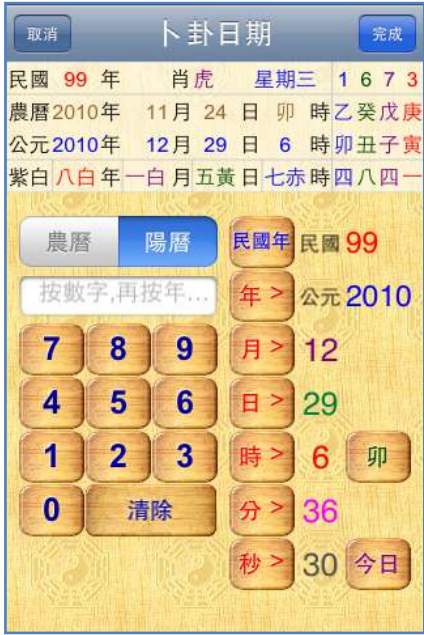 取消 卜卦日期 完成
民國 99 年 肖虎 星期三 1 6 7 3
農曆2010年 11月 24 日 卯 時乙癸戊庚
公元2010年 12月 29 日 6 時卯丑子寅
紫白八白年一白月五黃日七赤時四八四一
農曆 陽曆 民國年 民國 99
按數字,再按年... 年 > 公元 2010
7 8 9 月 > 12
4 5 6 日 > 29
1 2 3 時 > 6 卯
0 清除 分 > 36
秒 > 30 今日